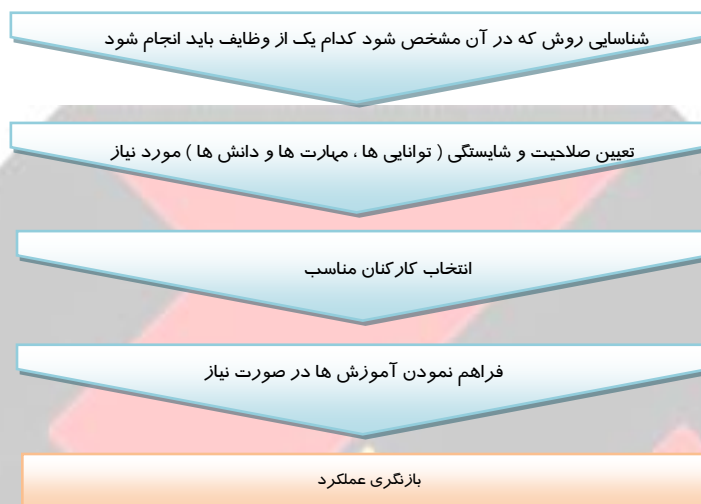 شناسایی روش که در آن مشخص شود کدام یک از وظایف باید انجام شود
تعیین صلاحیت و شایستگی ( توانایی ها ، مهارت ها و دانش ها ) مورد نیاز
انتخاب کارکنان مناسب
فراهم نمودن آموزش ها در صورت نیاز
بازنگری عملکرد